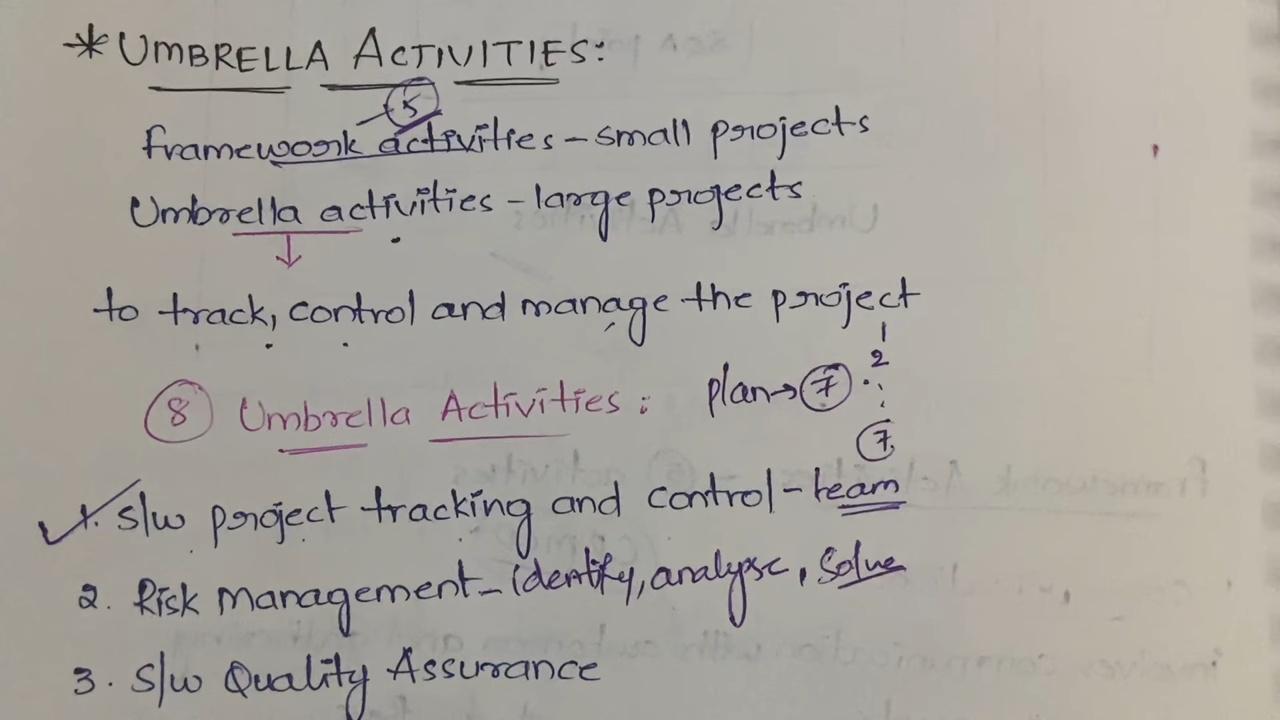 * UMBRELLA ACTIVITIES:
5
framework activities - small projects
Umbrella activities - large projects
↓
to track, control and manage the project
1
2
⑧ Umbrella Activities: plan→⑦
⑦
1. s/w project tracking and control - team
2. Risk management - identify, analyse, solve
3. s/w Quality Assurance